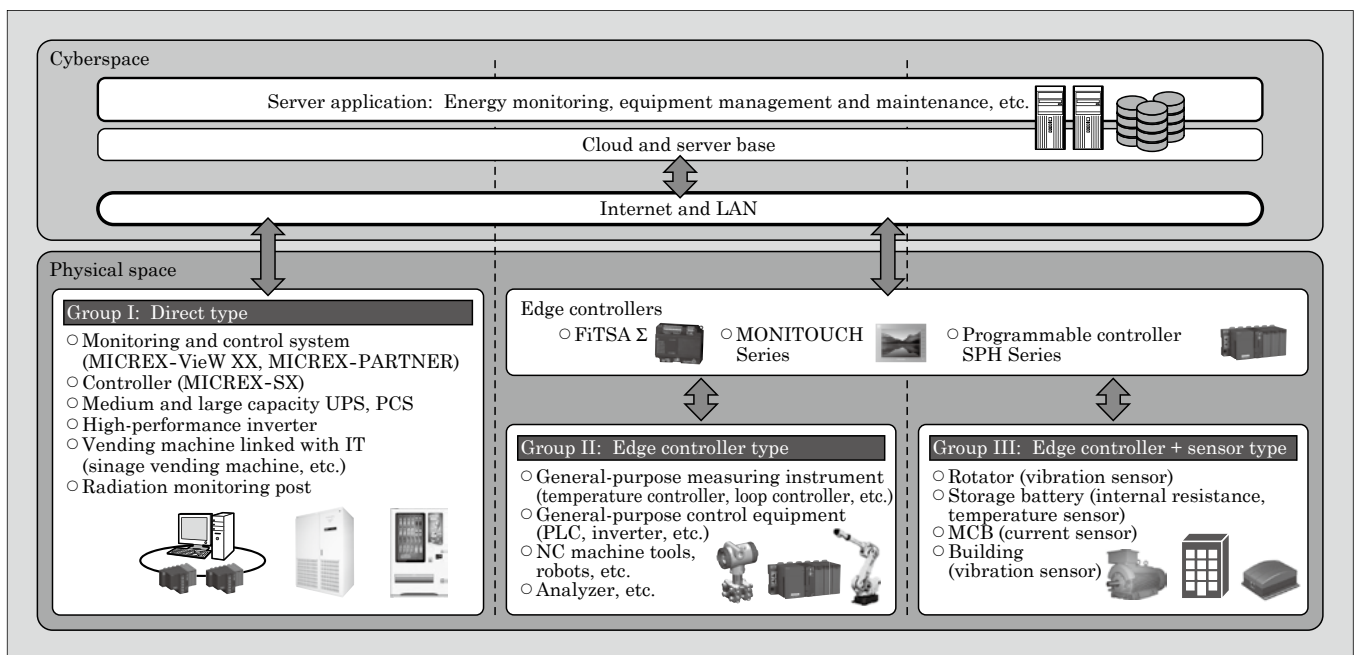 Cyberspace
Server application: Energy monitoring, equipment management and maintenance, etc.
Cloud and server base
Internet and LAN
Physical space
Group I: Direct type
○ Monitoring and control system
(MICREX-VieW XX, MICREX-PARTNER)
○ Controller (MICREX-SX)
○ Medium and large capacity UPS, PCS
○ High-performance inverter
○ Vending machine linked with IT
(sinage vending machine, etc.)
○ Radiation monitoring post
Edge controllers
○ FiTSA Σ
○ MONITOUCH
Series
○ Programmable controller
SPH Series
Group II: Edge controller type
○ General-purpose measuring instrument
(temperature controller, loop controller, etc.)
○ General-purpose control equipment
(PLC, inverter, etc.)
○ NC machine tools,
robots, etc.
○ Analyzer, etc.
Group III: Edge controller + sensor type
○ Rotator (vibration sensor)
○ Storage battery (internal resistance,
temperature sensor)
○ MCB (current sensor)
○ Building
(vibration sensor)